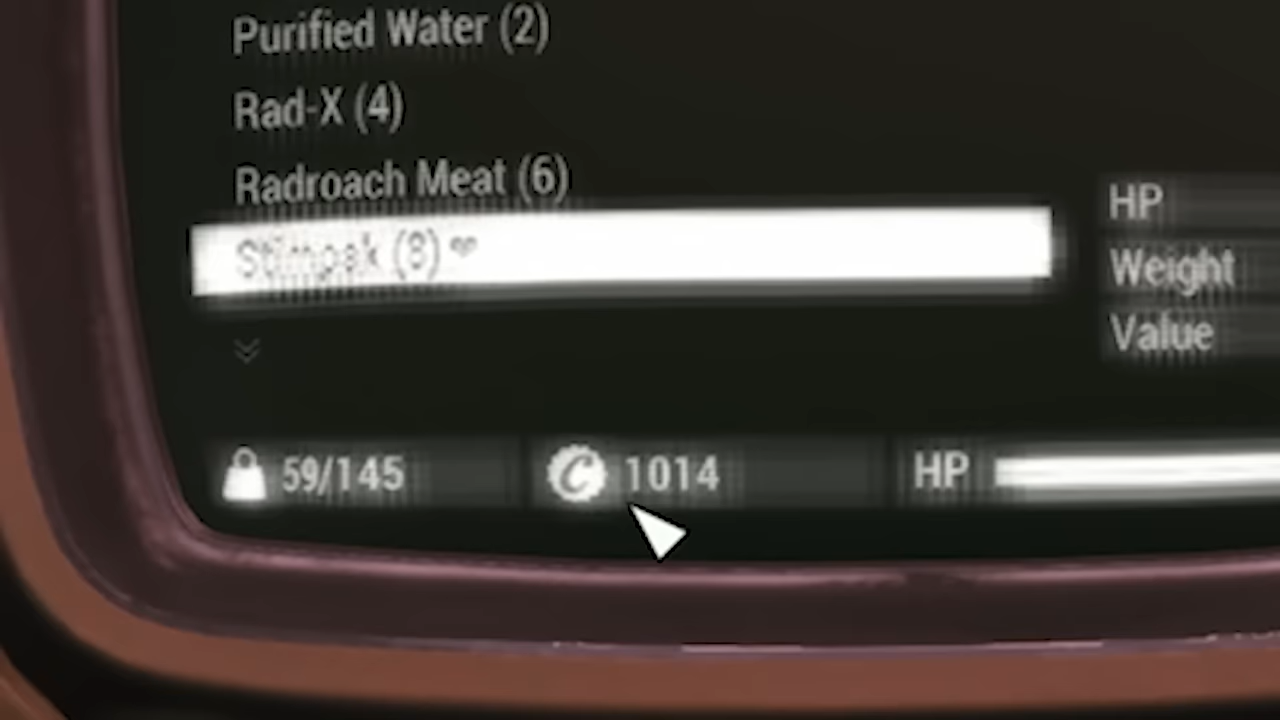 Purified Water (2)
Rad-X (4)
Radroach Meat (6)
Stimpak (8) ❤
HP
Weight
Value
59/145
1014
HP